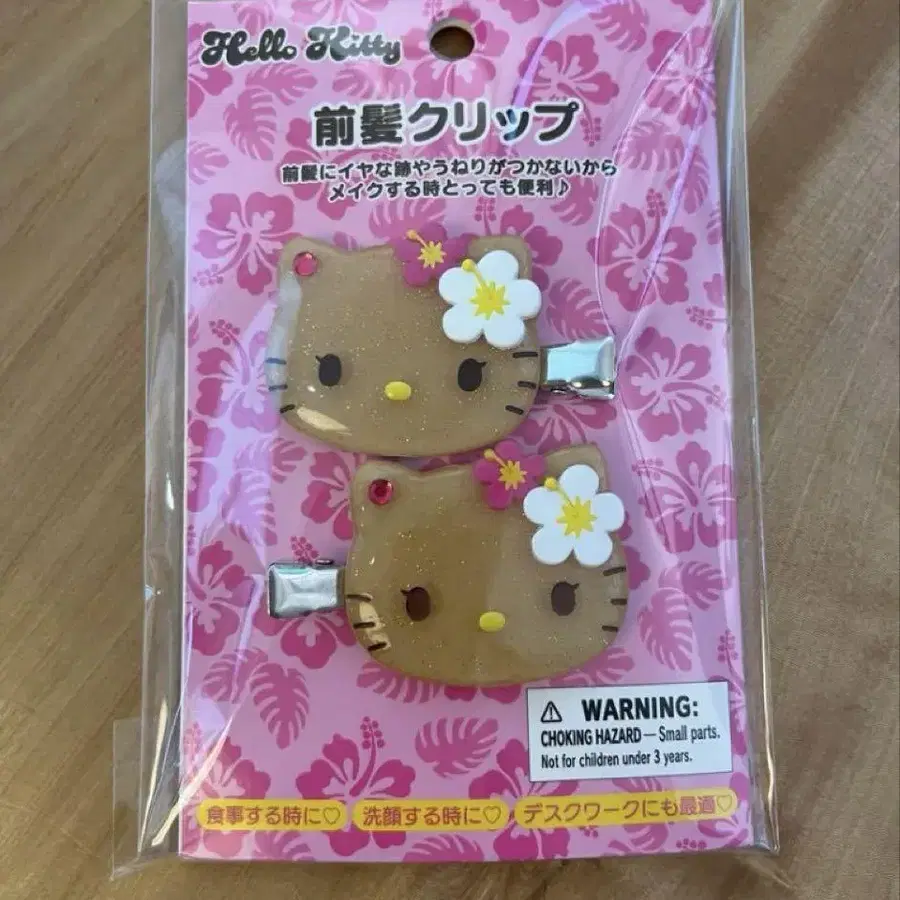 Hello Kitty
前髪クリップ
前髪にイヤな跡やうねりがつかないから
メイクする時とっても便利♪
⚠ WARNING:
CHOKING HAZARD — Small parts.
Not for children under 3 years.
食事する時に♡ 洗顔する時に♡ デスクワークにも最適♡